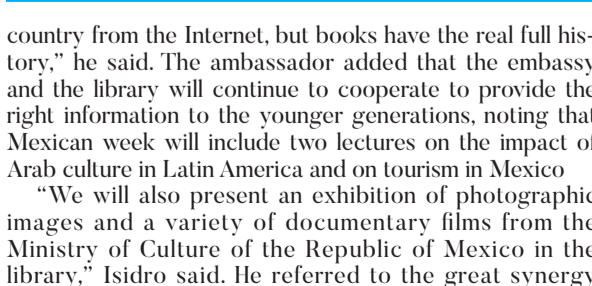 country from the Internet, but books have the real full his-
tory,” he said. The ambassador added that the embassy
and the library will continue to cooperate to provide the
right information to the younger generations, noting that
Mexican week will include two lectures on the impact of
Arab culture in Latin America and on tourism in Mexico
“We will also present an exhibition of photographic
images and a variety of documentary films from the
Ministry of Culture of the Republic of Mexico in the
library,” Isidro said. He referred to the great synergy